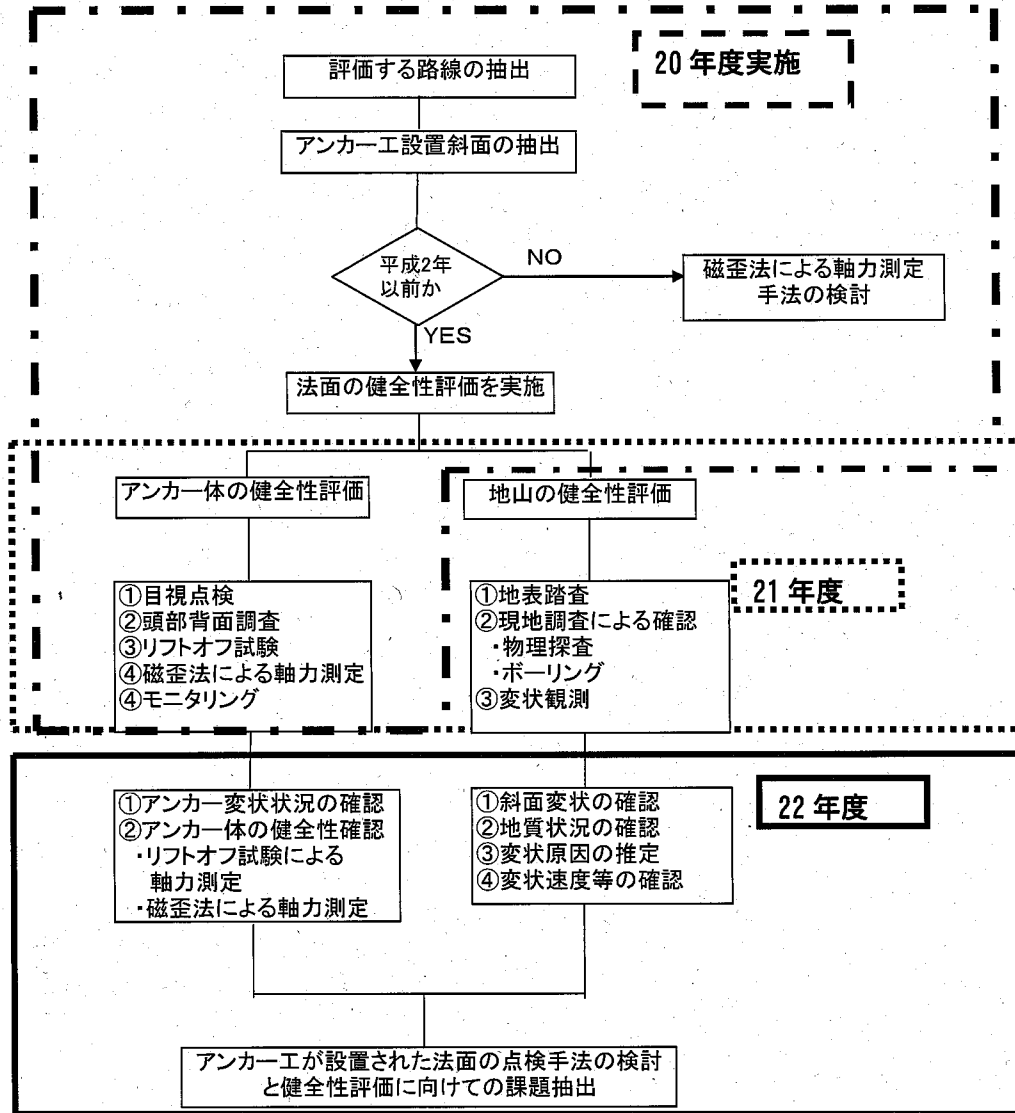 20年度実施
評価する路線の抽出
アンカー工設置斜面の抽出
平成2年
以前か
NO
磁歪法による軸力測定
手法の検討
YES
法面の健全性評価を実施
アンカー体の健全性評価
①目視点検
②頭部背面調査
③リフトオフ試験
④磁歪法による軸力測定
④モニタリング
地山の健全性評価
①地表踏査
②現地調査による確認
・物理探査
・ボーリング
③変状観測
21年度
22年度
①アンカー変状状況の確認
②アンカー体の健全性確認
・リフトオフ試験による
軸力測定
・磁歪法による軸力測定
①斜面変状の確認
②地質状況の確認
③変状原因の推定
④変状速度等の確認
アンカー工が設置された法面の点検手法の検討
と健全性評価に向けての課題抽出